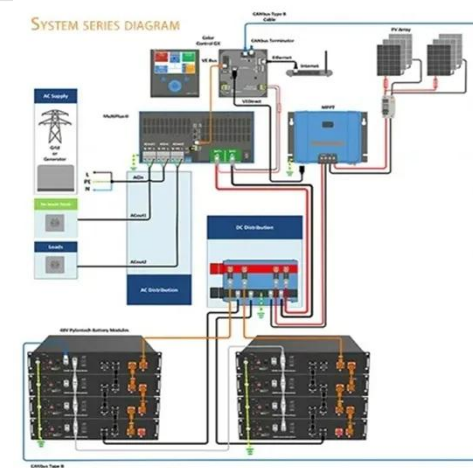 SYSTEM SERIES DIAGRAM
CANbus Type B
Cable
Color
Control GX
CANbus Terminator
PV Array
VE Bus
Ethernet
Internet
AC Supply
VEDirect
MultiPlus-II
MPPT
Grid
or
Generator
L
PE
N
ACin
ACout1
Loads
ACout2
DC Distribution
AC Distribution
48V Pylontech Battery Modules
CANbus Type B